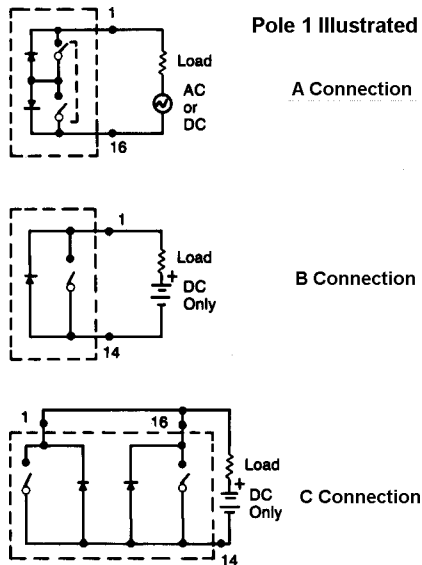 Pole 1 Illustrated
1
Load
AC
or
DC
16
A Connection
1
Load
+
DC
Only
14
B Connection
1
16
Load
+
DC
Only
14
C Connection